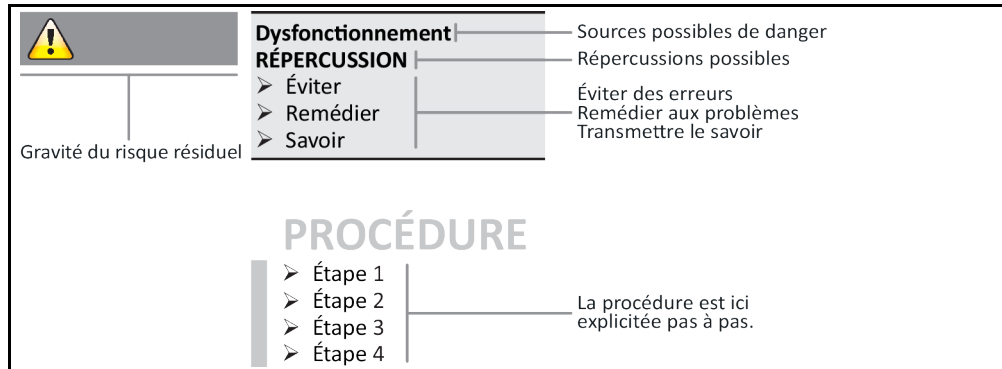 Dysfonctionnement
Sources possibles de danger
RÉPERCUSSION
Répercussions possibles
➢ Éviter
➢ Remédier
➢ Savoir
Éviter des erreurs
Remédier aux problèmes
Transmettre le savoir
Gravité du risque résiduel
PROCÉDURE
➢ Étape 1
➢ Étape 2
➢ Étape 3
➢ Étape 4
La procédure est ici
explicitée pas à pas.